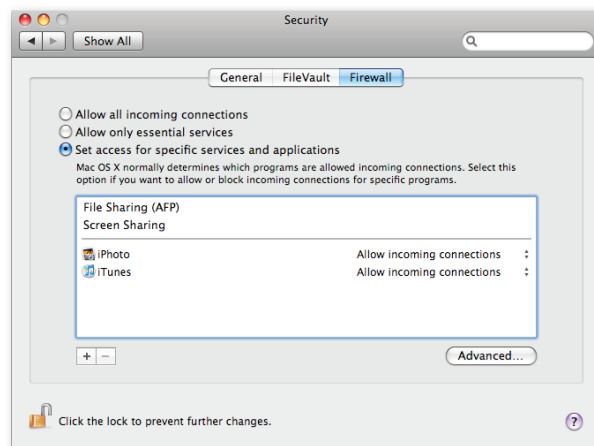 Security
Show All
General FileVault Firewall
Allow all incoming connections
Allow only essential services
Set access for specific services and applications
Mac OS X normally determines which programs are allowed incoming connections. Select this
option if you want to allow or block incoming connections for specific programs.
File Sharing (AFP)
Screen Sharing
iPhoto Allow incoming connections
iTunes Allow incoming connections
+ −
Advanced...
Click the lock to prevent further changes.
?